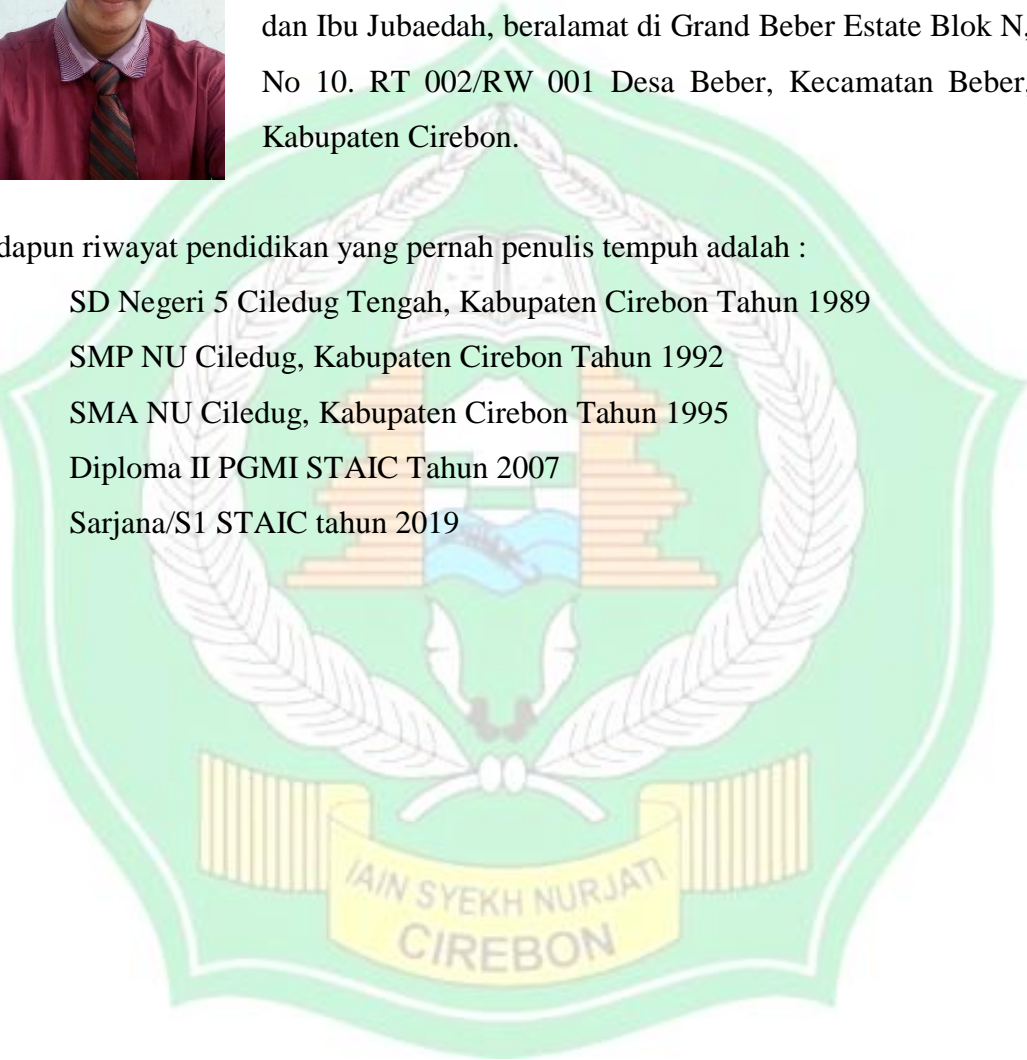 dan Ibu Jubaedah, beralamat di Grand Beber Estate Blok N,
No 10. RT 002/RW 001 Desa Beber, Kecamatan Beber,
Kabupaten Cirebon.
dapun riwayat pendidikan yang pernah penulis tempuh adalah :
SD Negeri 5 Ciledug Tengah, Kabupaten Cirebon Tahun 1989
SMP NU Ciledug, Kabupaten Cirebon Tahun 1992
SMA NU Ciledug, Kabupaten Cirebon Tahun 1995
Diploma II PGMI STAIC Tahun 2007
Sarjana/S1 STAIC tahun 2019
IAIN SYEKH NURJATI
CIREBON